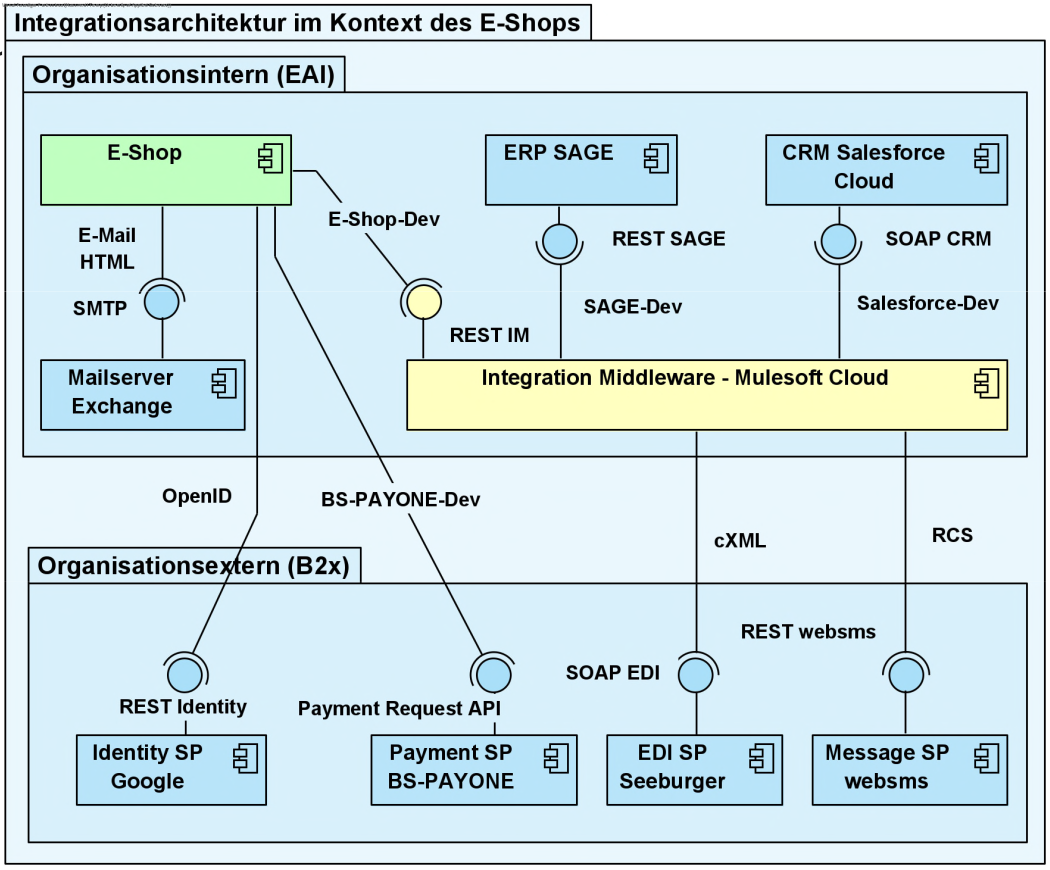 Integrationsarchitektur im Kontext des E-Shops
Organisationsintern (EAI)
E-Shop
ERP SAGE
CRM Salesforce
Cloud
E-Shop-Dev
E-Mail
HTML
REST SAGE
SOAP CRM
SMTP
SAGE-Dev
Salesforce-Dev
REST IM
Mailserver
Exchange
Integration Middleware - Mulesoft Cloud
OpenID
BS-PAYONE-Dev
cXML
RCS
Organisationsextern (B2x)
REST websms
SOAP EDI
REST Identity
Payment Request API
Identity SP
Google
Payment SP
BS-PAYONE
EDI SP
Seeburger
Message SP
websms